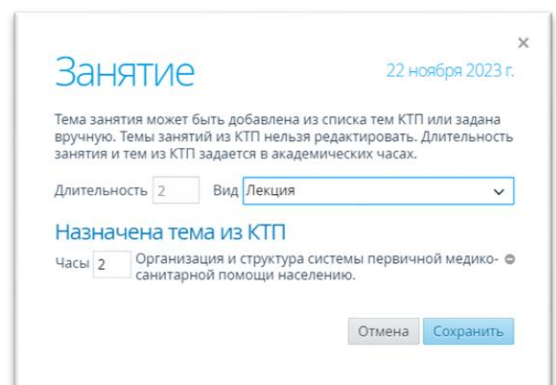 Занятие
22 ноября 2023 г.
Тема занятия может быть добавлена из списка тем КТП или задана
вручную. Темы занятий из КТП нельзя редактировать. Длительность
занятия и тем из КТП задается в академических часах.
Длительность 2 Вид Лекция
Назначена тема из КТП
Часы 2 Организация и структура системы первичной медико-
санитарной помощи населению.
Отмена Сохранить